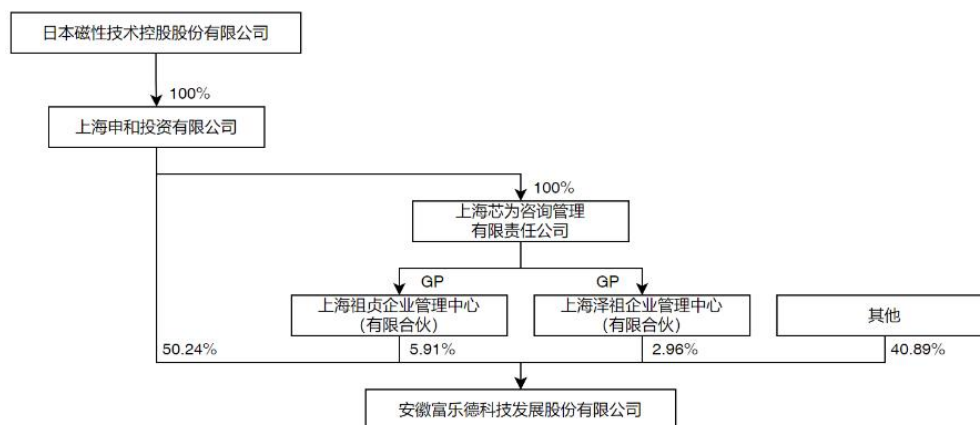 日本磁性技术控股股份有限公司
100%
上海申和投资有限公司
100%
上海芯为咨询管理
有限责任公司
GP
GP
上海祖贞企业管理中心
（有限合伙）
上海泽祖企业管理中心
（有限合伙）
其他
50.24%
5.91%
2.96%
40.89%
安徽富乐德科技发展股份有限公司